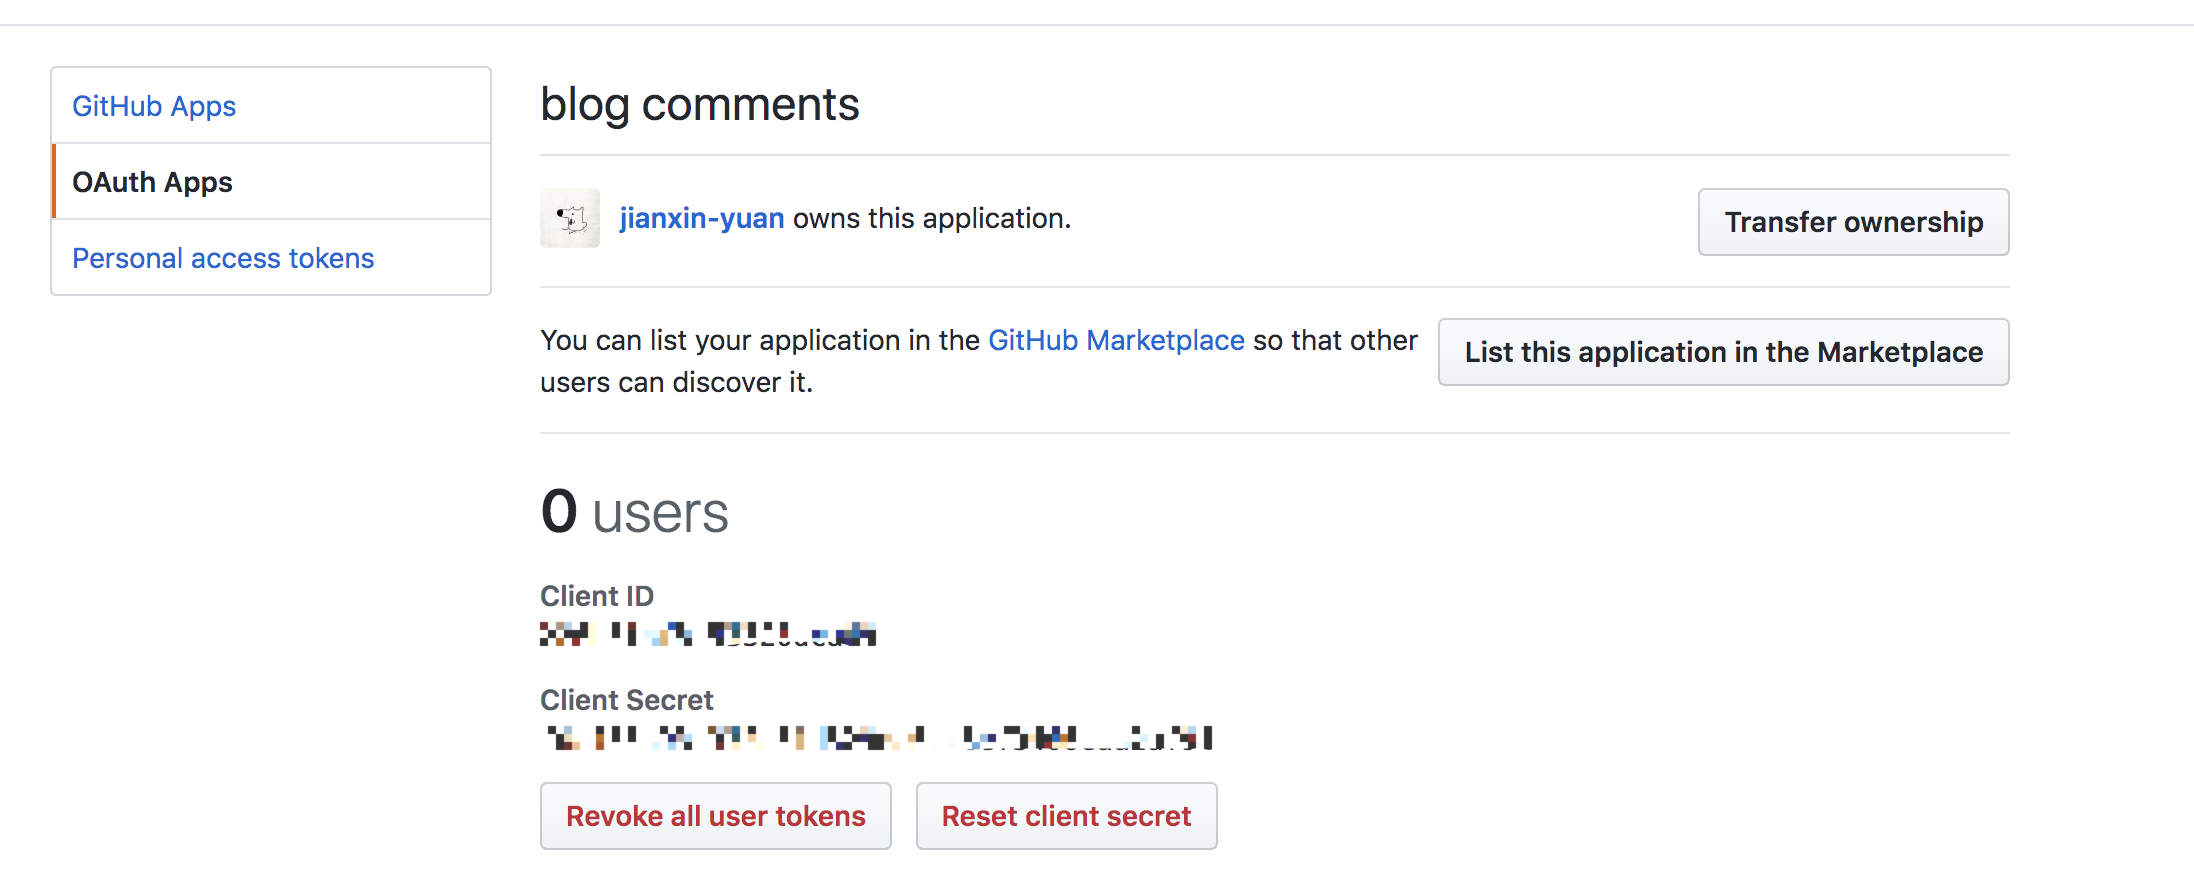 GitHub Apps
OAuth Apps
Personal access tokens
blog comments
jianxin-yuan owns this application.
Transfer ownership
You can list your application in the GitHub Marketplace so that other
users can discover it.
List this application in the Marketplace
0 users
Client ID
Client Secret
Revoke all user tokens
Reset client secret